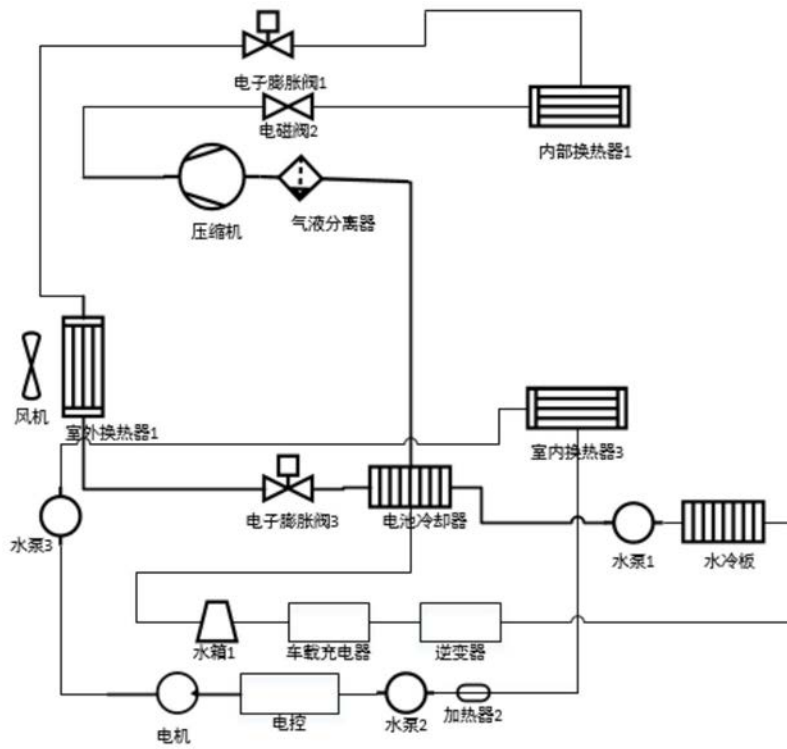 电子膨胀阀1
电磁阀2
内部换热器1
压缩机
气液分离器
风机
室外换热器1
室内换热器3
电子膨胀阀3
电池冷却器
水泵3
水泵1
水冷板
水箱1
车载充电器
逆变器
电机
电控
水泵2
加热器2